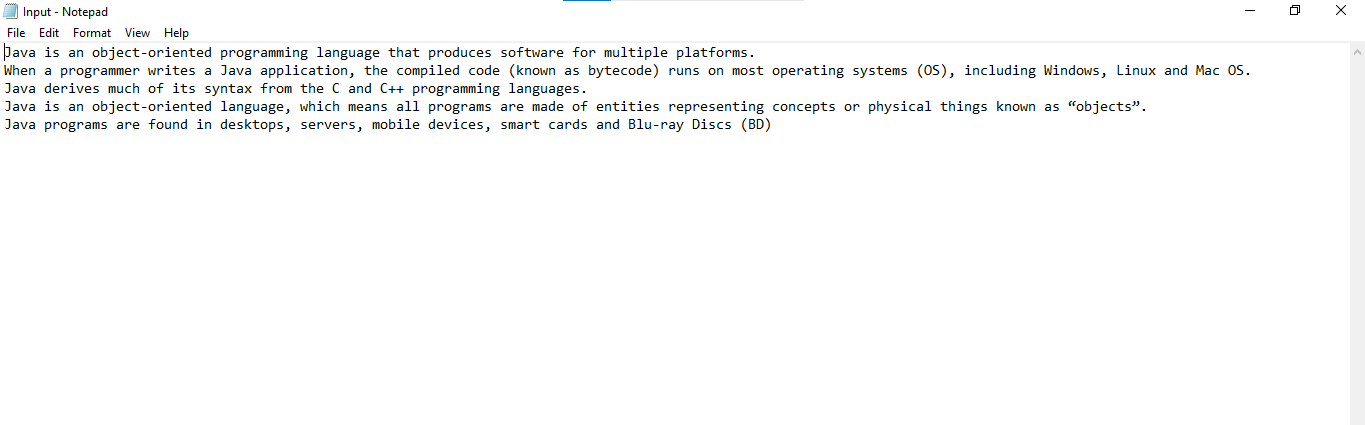 Input - Notepad
File Edit Format View Help
Java is an object-oriented programming language that produces software for multiple platforms.
When a programmer writes a Java application, the compiled code (known as bytecode) runs on most operating systems (OS), including Windows, Linux and Mac OS.
Java derives much of its syntax from the C and C++ programming languages.
Java is an object-oriented language, which means all programs are made of entities representing concepts or physical things known as “objects”.
Java programs are found in desktops, servers, mobile devices, smart cards and Blu-ray Discs (BD)